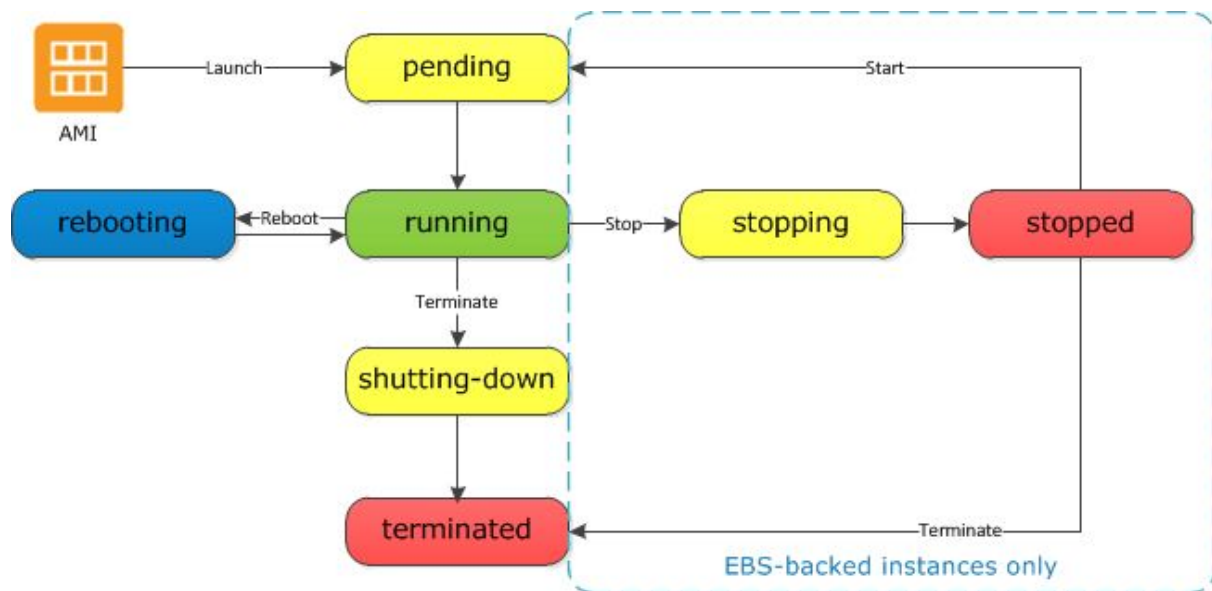 Launch
pending
Start
AMI
rebooting
Reboot
running
Stop
stopping
stopped
Terminate
shutting-down
terminated
Terminate
EBS-backed instances only